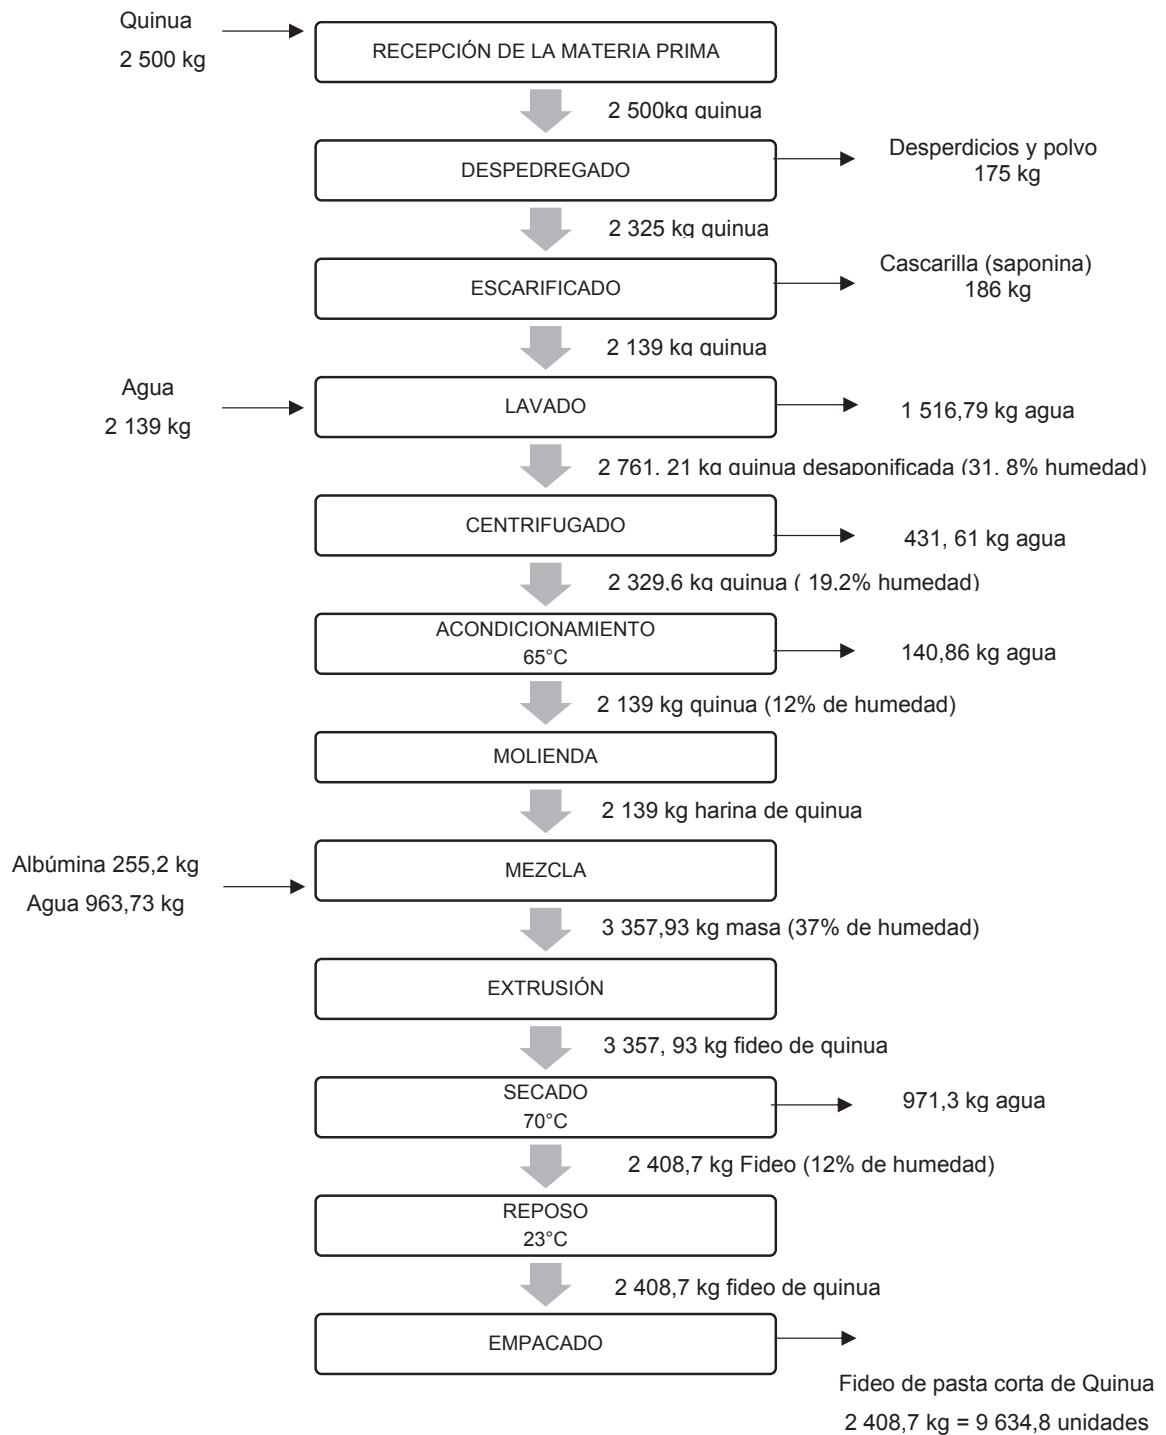 Quinua
2 500 kg
RECEPCIÓN DE LA MATERIA PRIMA
2 500kg quinua
DESPEDREGADO
Desperdicios y polvo
175 kg
2 325 kg quinua
ESCARIFICADO
Cascarilla (saponina)
186 kg
2 139 kg quinua
Agua
2 139 kg
LAVADO
1 516,79 kg agua
2 761, 21 kg quinua desaponificada (31, 8% humedad)
CENTRIFUGADO
431, 61 kg agua
2 329,6 kg quinua ( 19,2% humedad)
ACONDICIONAMIENTO
65°C
140,86 kg agua
2 139 kg quinua (12% de humedad)
MOLIENDA
2 139 kg harina de quinua
Albúmina 255,2 kg
Agua 963,73 kg
MEZCLA
3 357,93 kg masa (37% de humedad)
EXTRUSIÓN
3 357, 93 kg fideo de quinua
SECADO
70°C
971,3 kg agua
2 408,7 kg Fideo (12% de humedad)
REPOSO
23°C
2 408,7 kg fideo de quinua
EMPACADO
Fideo de pasta corta de Quinua
2 408,7 kg = 9 634,8 unidades